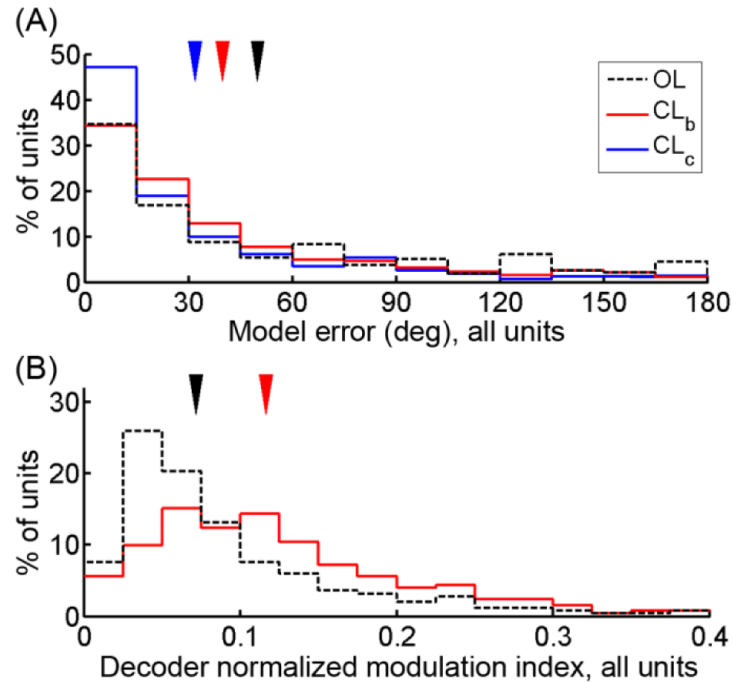 (A)
50
40
30
20
10
0
% of units
OL
CL_b
CL_c
0 30 60 90 120 150 180
Model error (deg), all units
(B)
30
20
10
0
% of units
0 0.1 0.2 0.3 0.4
Decoder normalized modulation index, all units